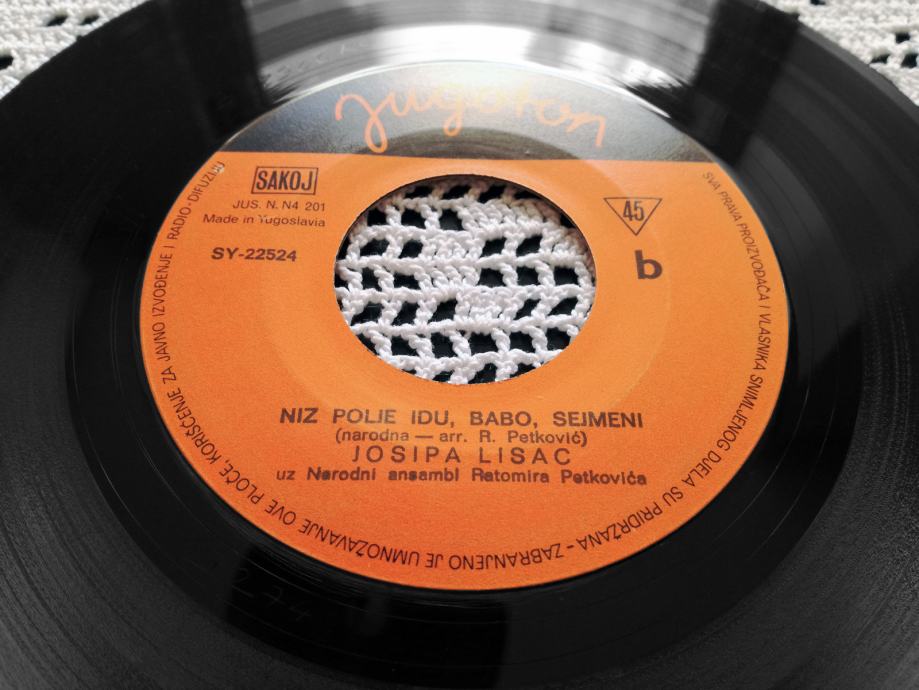 jugoton
SAKOJ
JUS. N. N4 201
Made in Yugoslavia
SY-22524
45
b
NIZ POLJE IDU, BABO, SEJMENI
(narodna — arr. R. Petković)
JOSIPA LISAC
uz Narodni ansambl Ratomira Petkovića
SVA PRAVA PROIZVOĐAČA I VLASNIKA SNIMLJENOG DJELA SU PRIDRŽANA - ZABRANJENO JE UMNOŽAVANJE OVE PLOČE, KORIŠĆENJE ZA JAVNO IZVOĐENJE I RADIO-DIFUZIJU